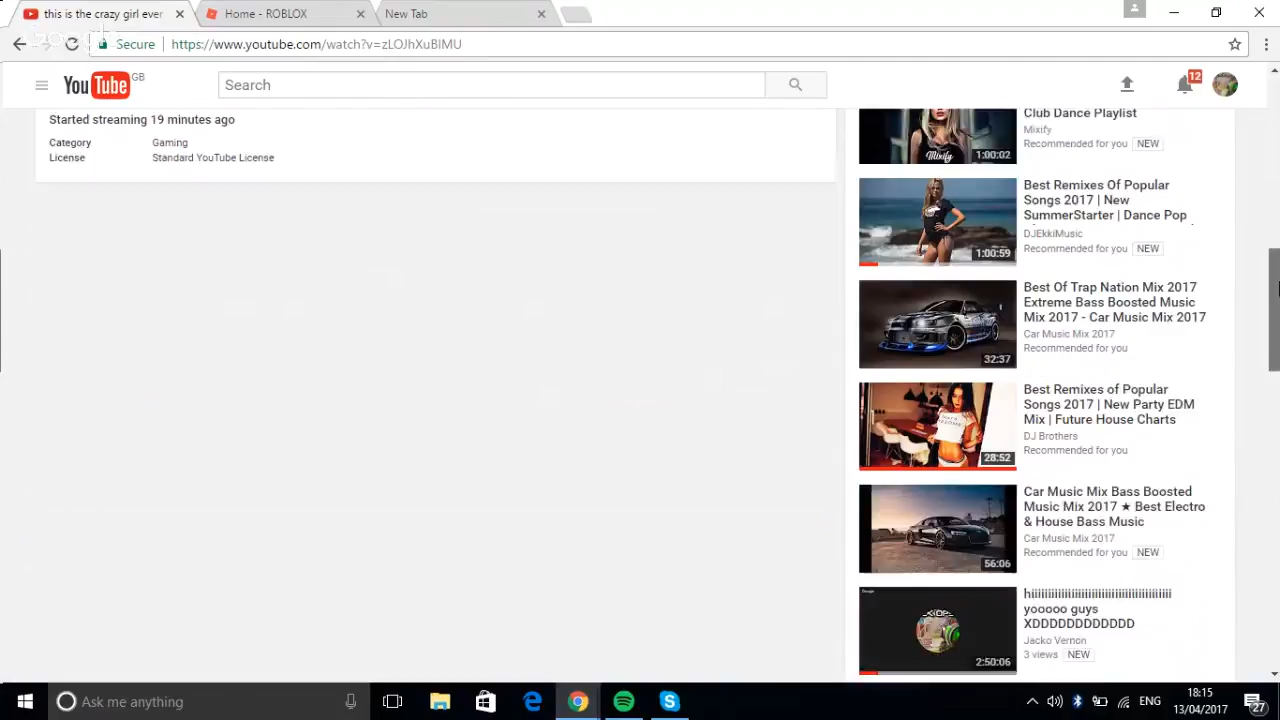 this is the crazy girl ever
Home - ROBLOX
New Tab
Secure
https://www.youtube.com/watch?v=zLOJhXuBIMU
YouTube GB
Search
12
Started streaming 19 minutes ago
Category Gaming
License Standard YouTube License
Club Dance Playlist
Mixify
Recommended for you NEW
Mixify
1:00:02
Best Remixes Of Popular
Songs 2017 | New
SummerStarter | Dance Pop
DJEkkiMusic
Recommended for you NEW
1:00:59
Best Of Trap Nation Mix 2017
Extreme Bass Boosted Music
Mix 2017 - Car Music Mix 2017
Car Music Mix 2017
Recommended for you
32:37
Best Remixes of Popular
Songs 2017 | New Party EDM
Mix | Future House Charts
DJ Brothers
Recommended for you
28:52
Car Music Mix Bass Boosted
Music Mix 2017 ★ Best Electro
& House Bass Music
Car Music Mix 2017
Recommended for you NEW
56:06
hiiiiiiiiiiiiiiiiiiiiiiiiiiiiiiiiiiiiiiii
yooooo guys
XDDDDDDDDDDDD
Jacko Vernon
3 views NEW
2:50:06
Ask me anything
ENG
18:15
13/04/2017
27